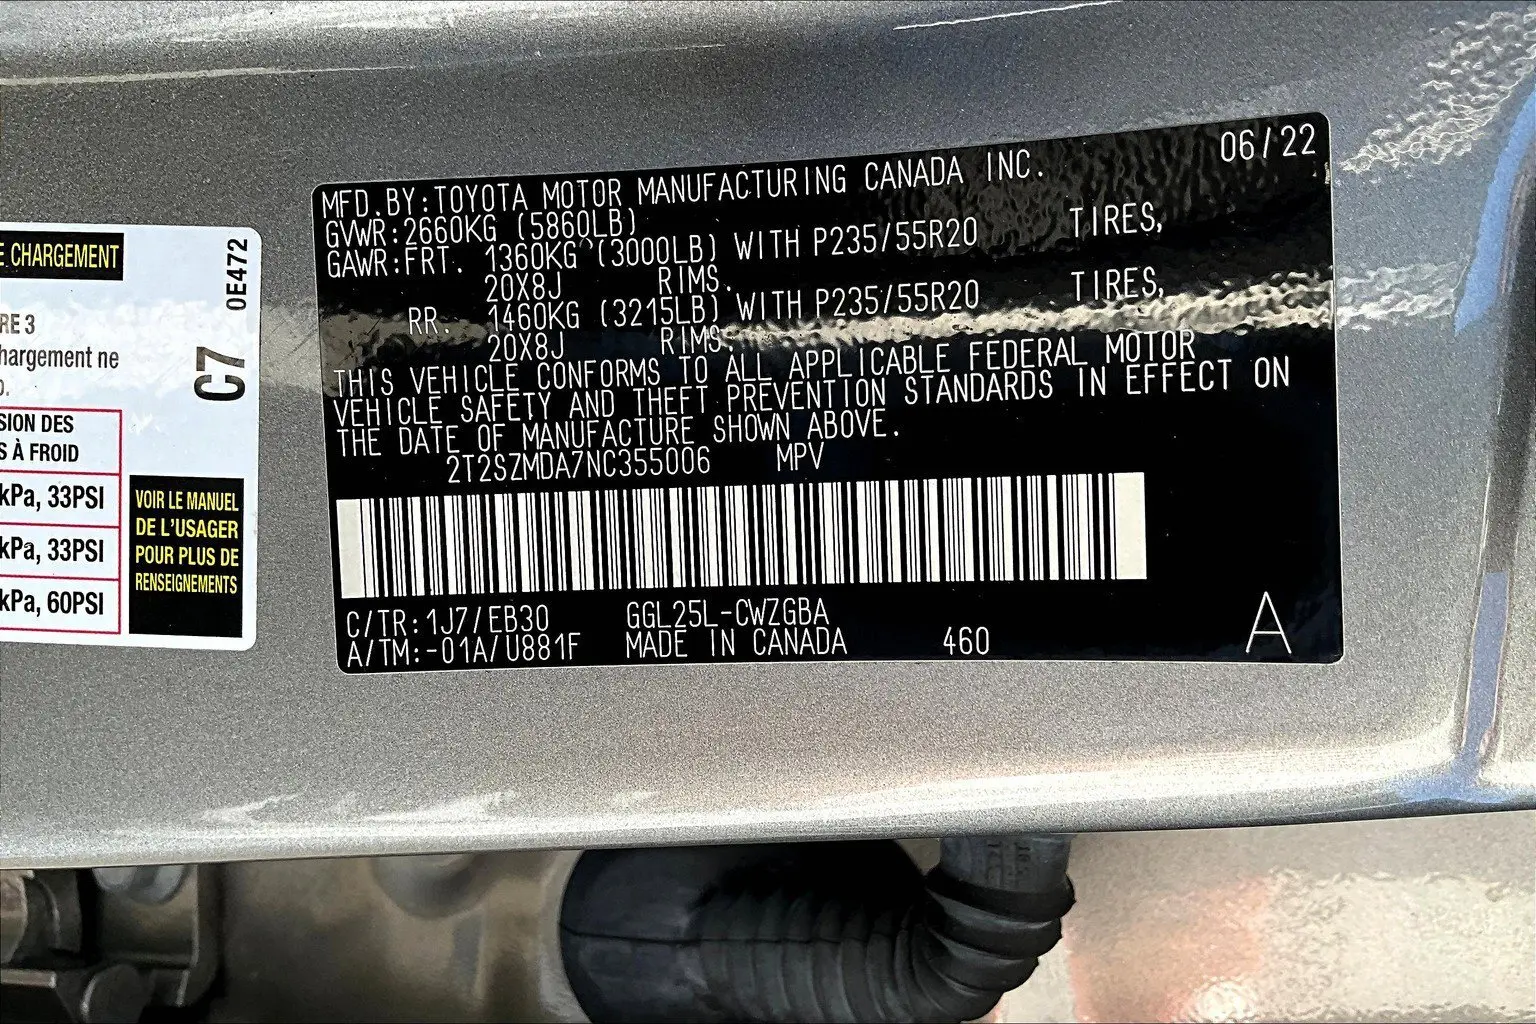 E CHARGEMENT
0E472
RE 3
hargement ne
C7
SION DES
S À FROID
kPa, 33PSI
kPa, 33PSI
kPa, 60PSI
VOIR LE MANUEL
DE L'USAGER
POUR PLUS DE
RENSEIGNEMENTS
06/22
MFD.BY:TOYOTA MOTOR MANUFACTURING CANADA INC.
GVWR:2660KG (5860LB)
GAWR:FRT. 1360KG (3000LB) WITH P235/55R20 TIRES,
20X8J RIMS.
RR. 1460KG (3215LB) WITH P235/55R20 TIRES,
20X8J RIMS.
THIS VEHICLE CONFORMS TO ALL APPLICABLE FEDERAL MOTOR
VEHICLE SAFETY AND THEFT PREVENTION STANDARDS IN EFFECT ON
THE DATE OF MANUFACTURE SHOWN ABOVE.
2T2SZMDA7NC355006 MPV
C/TR:1J7/EB30 GGL25L-CWZGBA
A/TM:-01A/U881F MADE IN CANADA 460
A